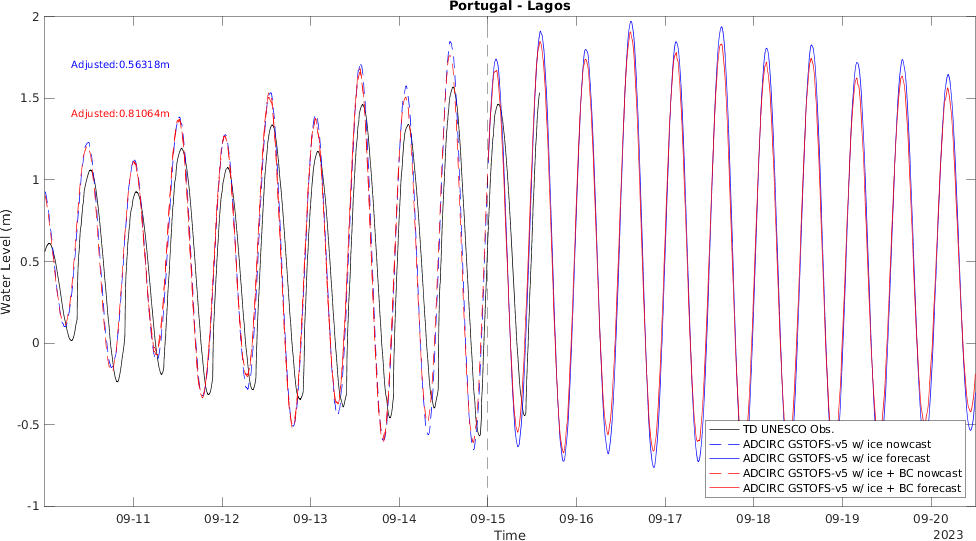 Portugal - Lagos
2
1.5
1
0.5
0
-0.5
-1
Water Level (m)
Adjusted:0.56318m
Adjusted:0.81064m
TD UNESCO Obs.
ADCIRC GSTOFS-v5 w/ ice nowcast
ADCIRC GSTOFS-v5 w/ ice forecast
ADCIRC GSTOFS-v5 w/ ice + BC nowcast
ADCIRC GSTOFS-v5 w/ ice + BC forecast
09-11 09-12 09-13 09-14 09-15 09-16 09-17 09-18 09-19 09-20
Time
2023